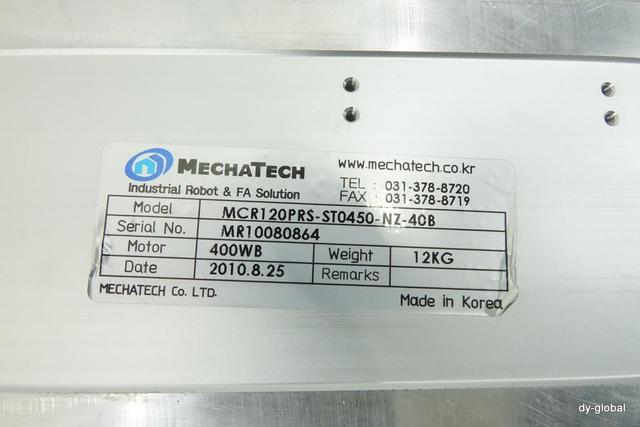 MECHATECH
www.mechatech.co.kr
Industrial Robot & FA Solution
TEL : 031-378-8720
FAX : 031-378-8719
Model MCR120PRS-ST0450-NZ-40B
Serial No. MR10080864
Motor 400WB Weight 12KG
Date 2010.8.25 Remarks
MECHATECH Co. LTD. Made in Korea
dy-global